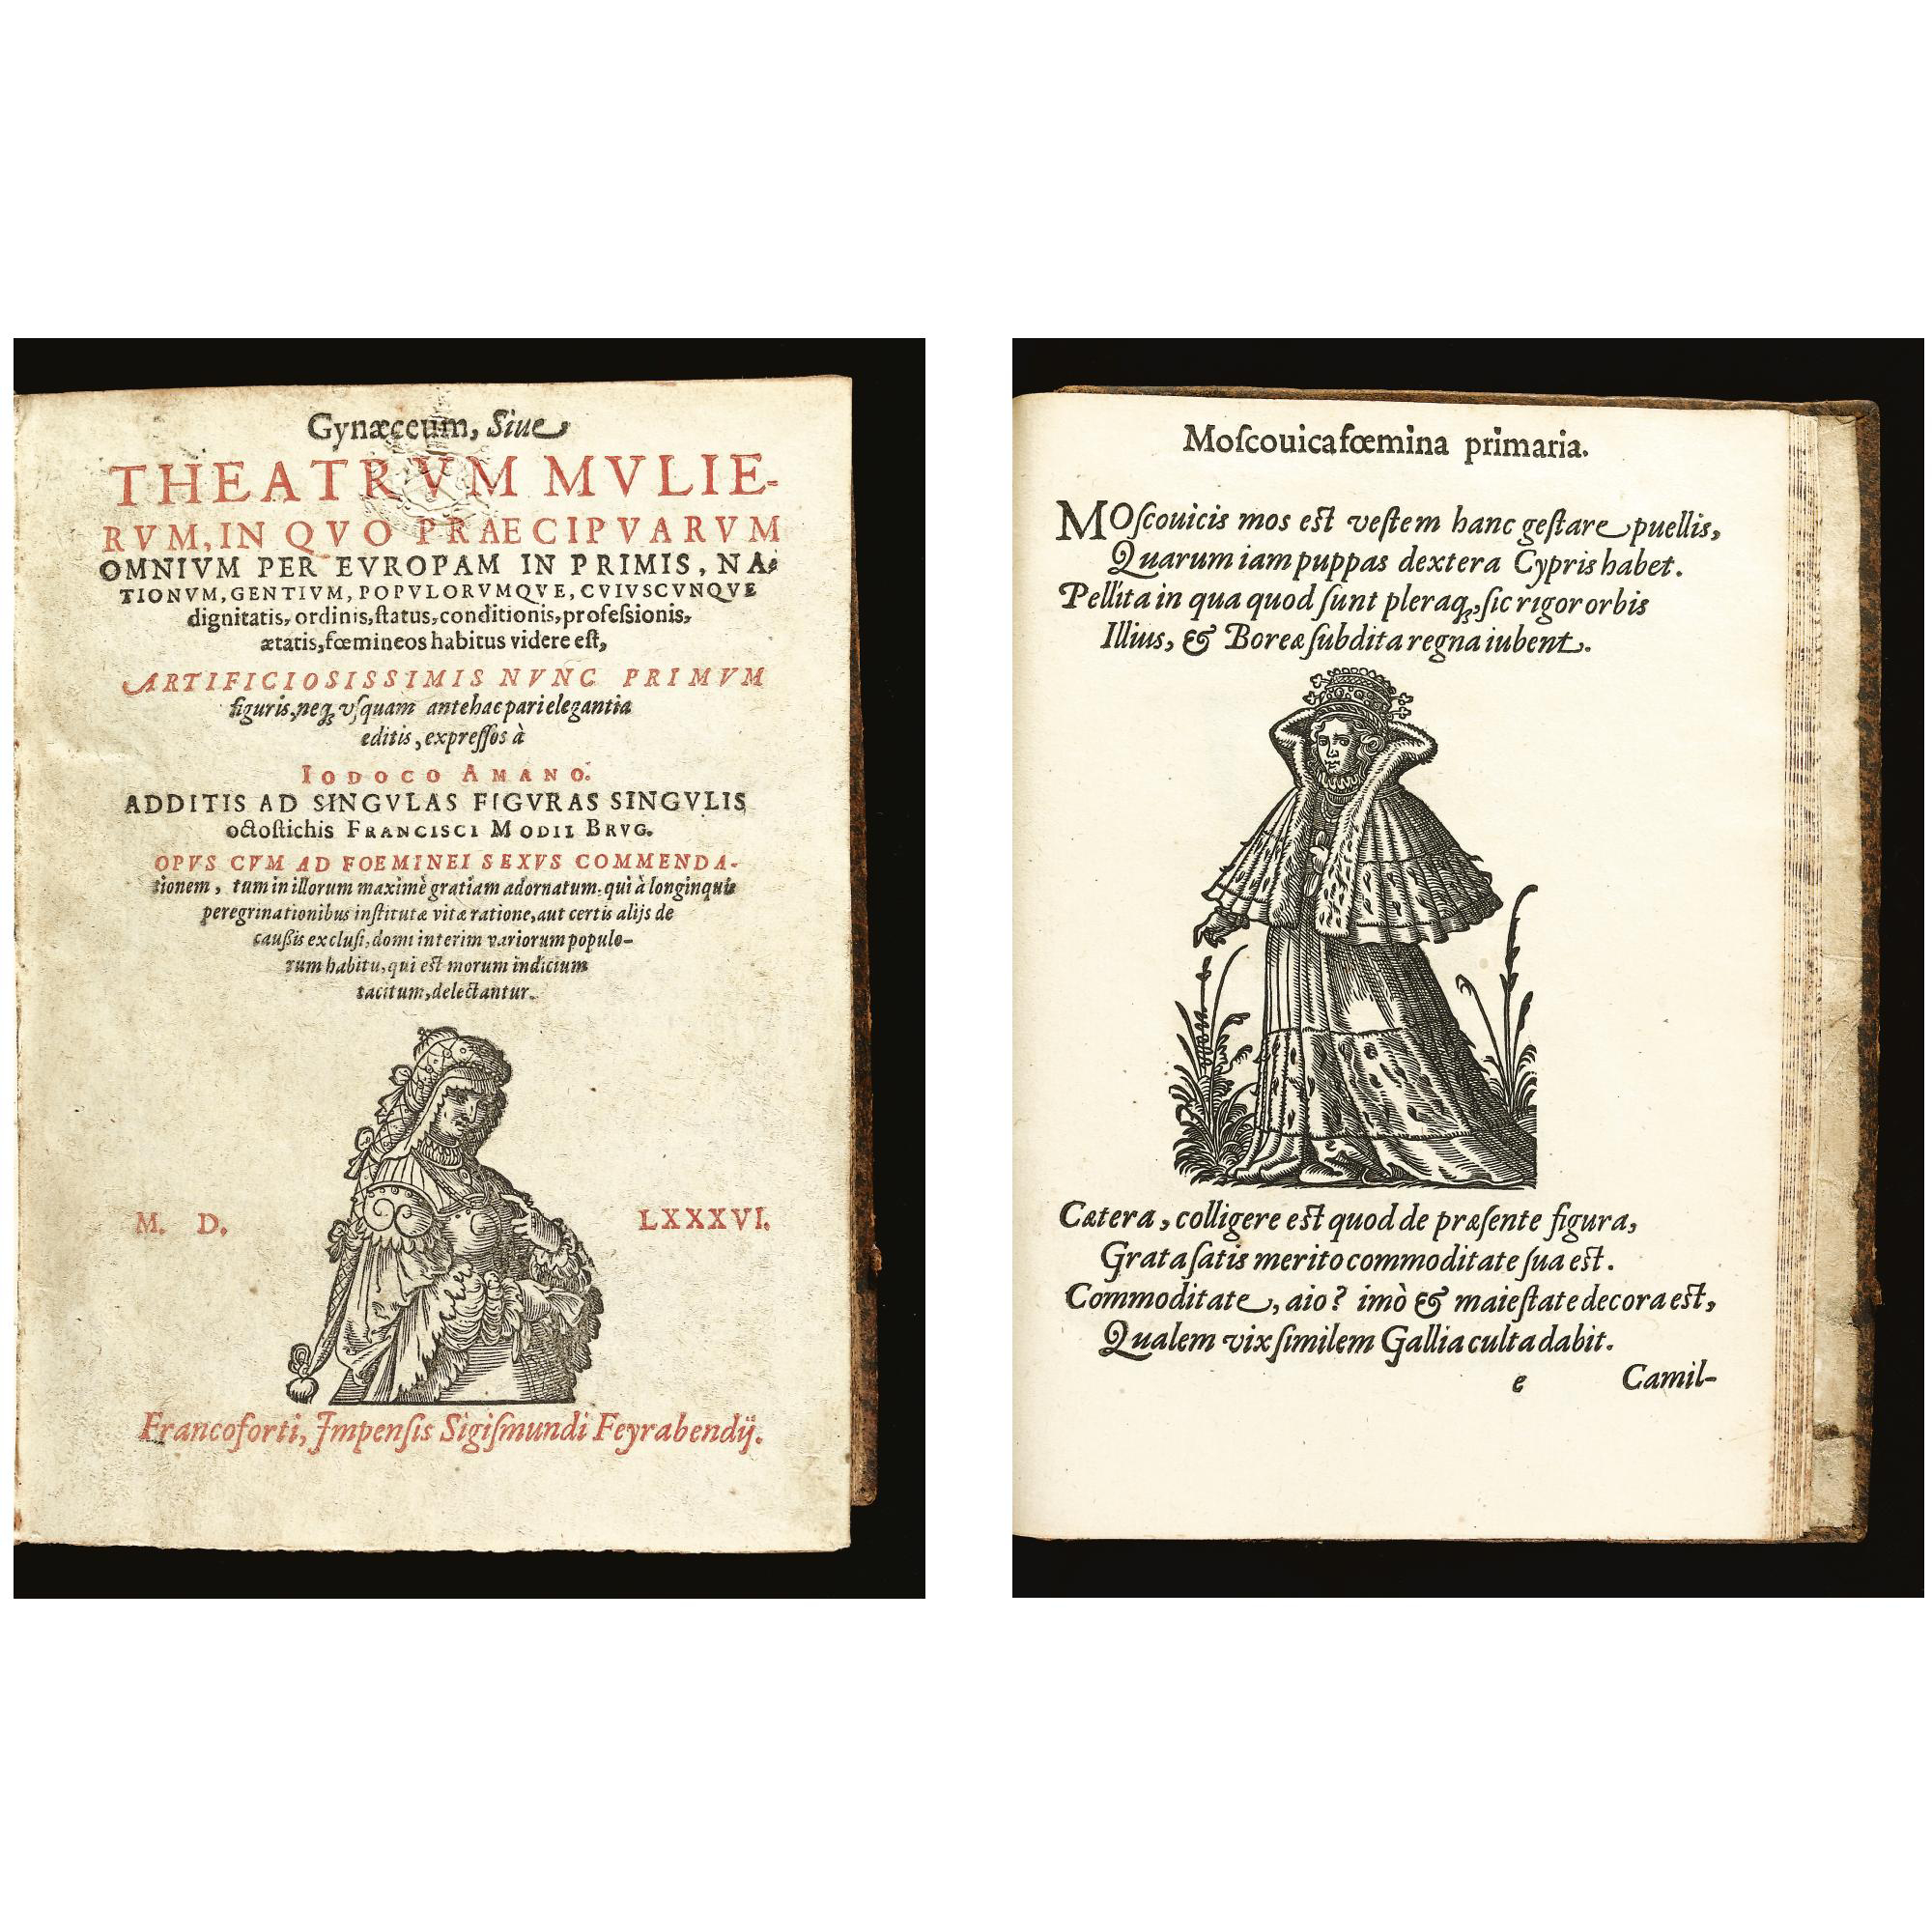 Gynæceum, Siue
THEATRVM MVLIE-
RVM, IN QVO PRAECIPVARVM
OMNIVM PER EVROPAM IN PRIMIS, NA-
TIONVM, GENTIVM, POPVLORVMQVE, CVIVSCVNQVE
dignitatis, ordinis, ſtatus, conditionis, profeſsionis,
ætatis, fœmineos habitus videre eſt,
ARTIFICIOSISSIMIS NVNC PRIMVM
figuris, neqꝫ vſquam antehac pari elegantia
editis, expreſſos à
IODOCO AMANO.
ADDITIS AD SINGVLAS FIGVRAS SINGVLIS
octoſtichis FRANCISCI MODII BRVG.
OPVS CVM AD FOEMINEI SEXVS COMMENDA-
tionem, tum in illorum maximè gratiam adornatum: qui à longinquis
peregrinationibus inſtitutæ vitæ ratione, aut certis alijs de
caußis excluſi, domi interim variorum populo-
rum habitu, qui eſt morum indicium
tacitum, delectantur.
M. D. LXXXVI.
Francoforti, Impenſis Sigiſmundi Feyrabendij.
Moſcouica fœmina primaria.
MOſcouicis mos eſt veſtem hanc geſtare puellis,
Quarum iam puppas dextera Cypris habet.
Pellita in qua quod ſunt pleraqꝫ, ſic rigor orbis
Illius, & Boreæ ſubdita regna iubent.
Cætera, colligere eſt quod de præſente figura,
Grata ſatis merito commoditate ſua eſt.
Commoditate, aio? imò & maieſtate decora eſt,
Qualem vix ſimilem Gallia culta dabit.
e Camil-